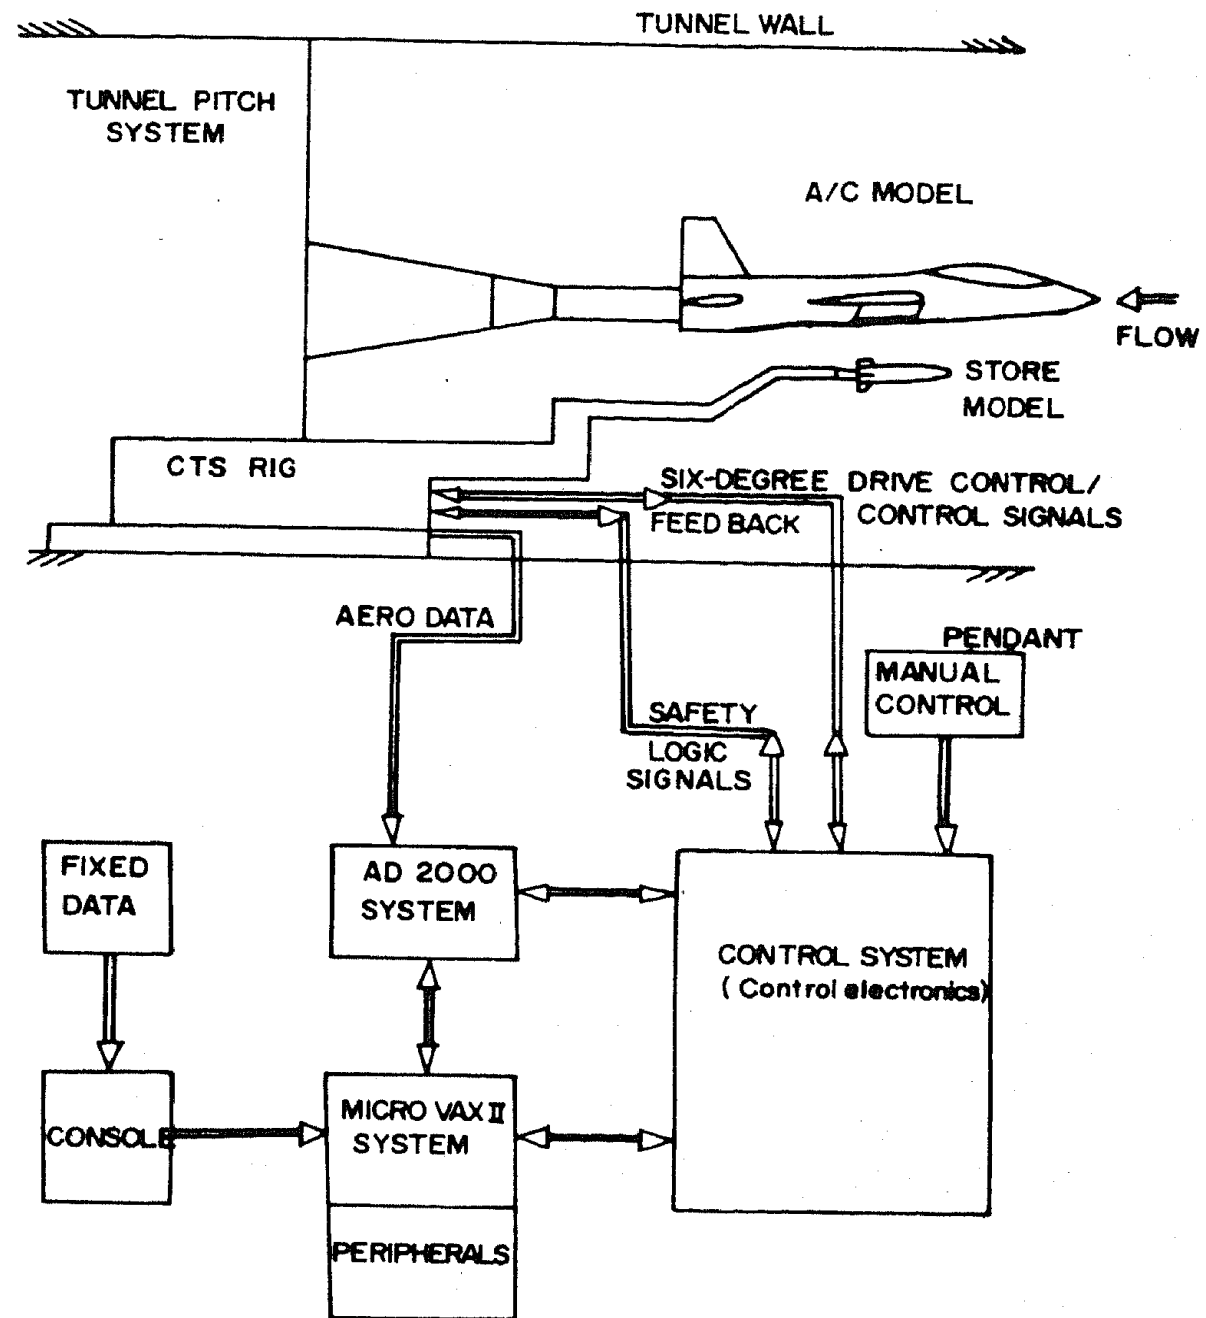 TUNNEL WALL
TUNNEL PITCH
SYSTEM
A/C MODEL
FLOW
STORE
MODEL
CTS RIG
SIX-DEGREE DRIVE CONTROL/
FEED BACK
CONTROL SIGNALS
AERO DATA
PENDANT
MANUAL
CONTROL
SAFETY
LOGIC
SIGNALS
FIXED
DATA
AD 2000
SYSTEM
CONTROL SYSTEM
( Control electronics)
CONSOLE
MICRO VAX II
SYSTEM
PERIPHERALS